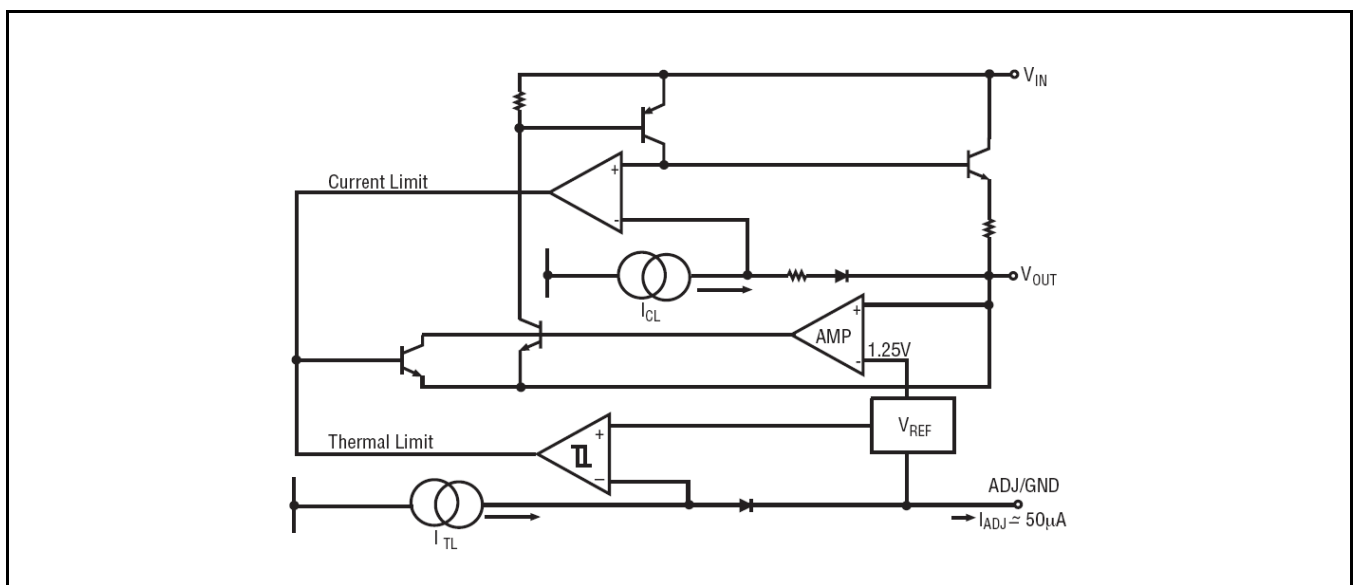 V_IN
+
Current Limit
-
V_OUT
I_CL
+
AMP
1.25V
-
V_REF
+
Thermal Limit
–
ADJ/GND
I_ADJ ≃ 50µA
I_TL